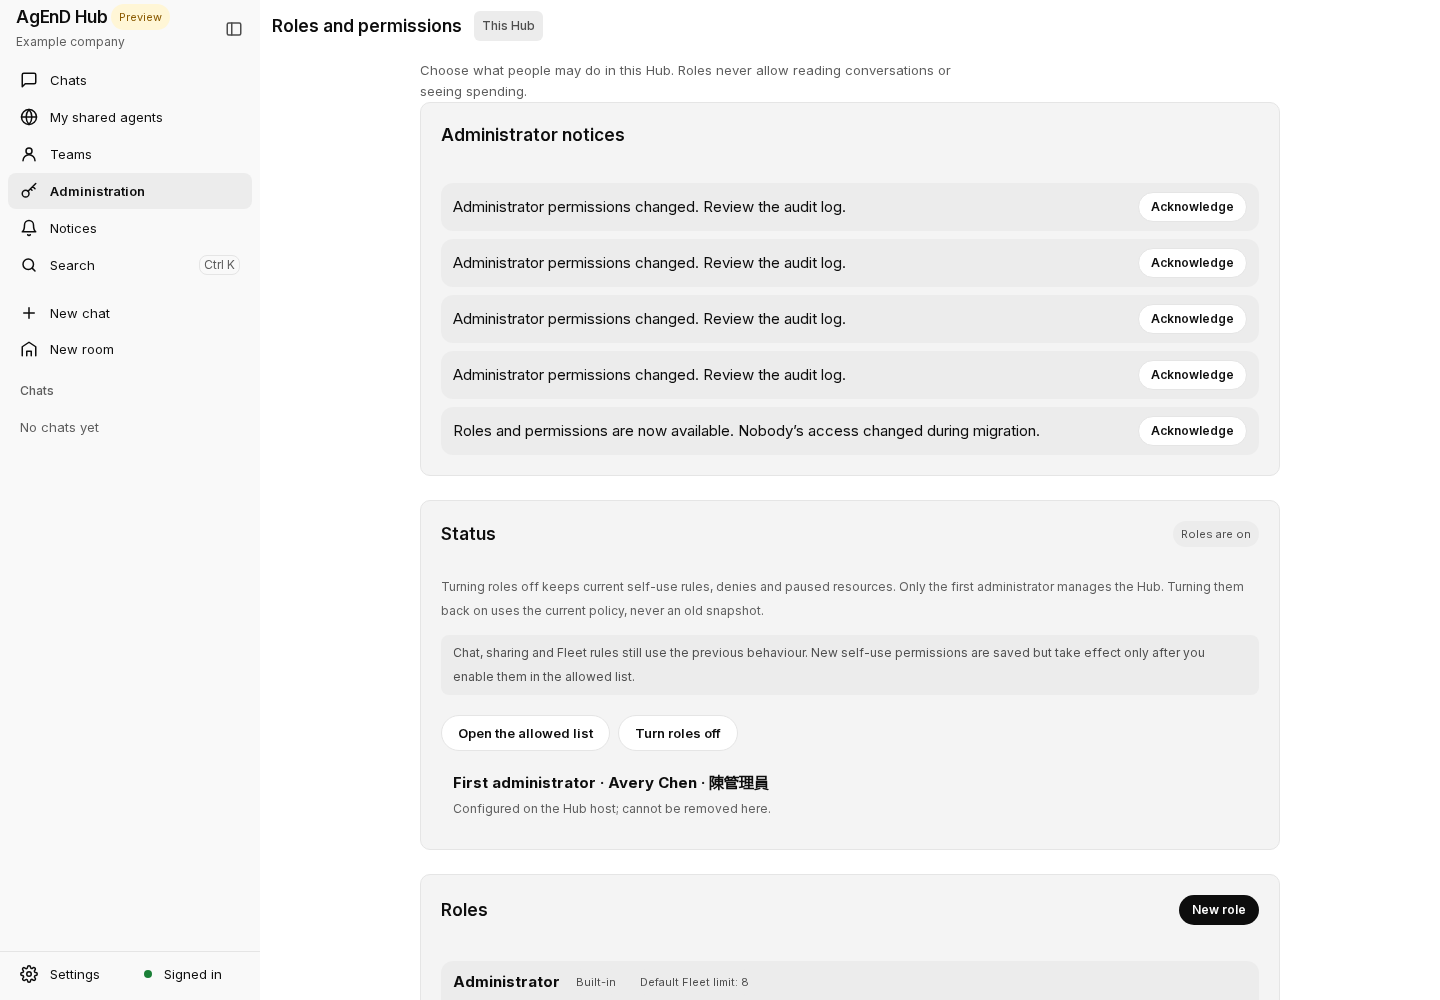 AgEnD Hub Preview
Example company
Chats
My shared agents
Teams
Administration
Notices
Search Ctrl K
New chat
New room
Chats
No chats yet
Settings Signed in
Roles and permissions This Hub
Choose what people may do in this Hub. Roles never allow reading conversations or
seeing spending.
Administrator notices
Administrator permissions changed. Review the audit log. Acknowledge
Administrator permissions changed. Review the audit log. Acknowledge
Administrator permissions changed. Review the audit log. Acknowledge
Administrator permissions changed. Review the audit log. Acknowledge
Roles and permissions are now available. Nobody’s access changed during migration. Acknowledge
Status Roles are on
Turning roles off keeps current self-use rules, denies and paused resources. Only the first administrator manages the Hub. Turning them
back on uses the current policy, never an old snapshot.
Chat, sharing and Fleet rules still use the previous behaviour. New self-use permissions are saved but take effect only after you
enable them in the allowed list.
Open the allowed list Turn roles off
First administrator · Avery Chen · 陳管理員
Configured on the Hub host; cannot be removed here.
Roles New role
Administrator Built-in Default Fleet limit: 8